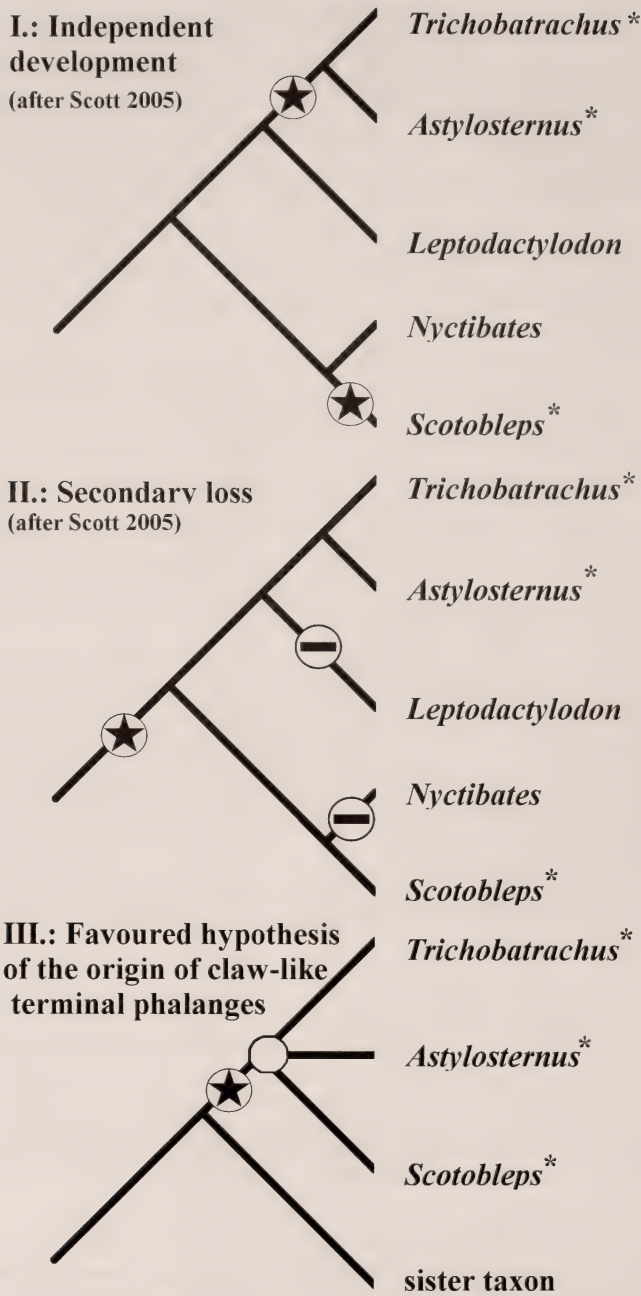 I.: Independent
development
(after Scott 2005)
Trichobatrachus*
Astylosternus*
Leptodactylodon
Nyctibates
Scotobleps*
II.: Secondary loss
(after Scott 2005)
Trichobatrachus*
Astylosternus*
Leptodactylodon
Nyctibates
Scotobleps*
III.: Favoured hypothesis
of the origin of claw-like
terminal phalanges
Trichobatrachus*
Astylosternus*
Scotobleps*
sister taxon